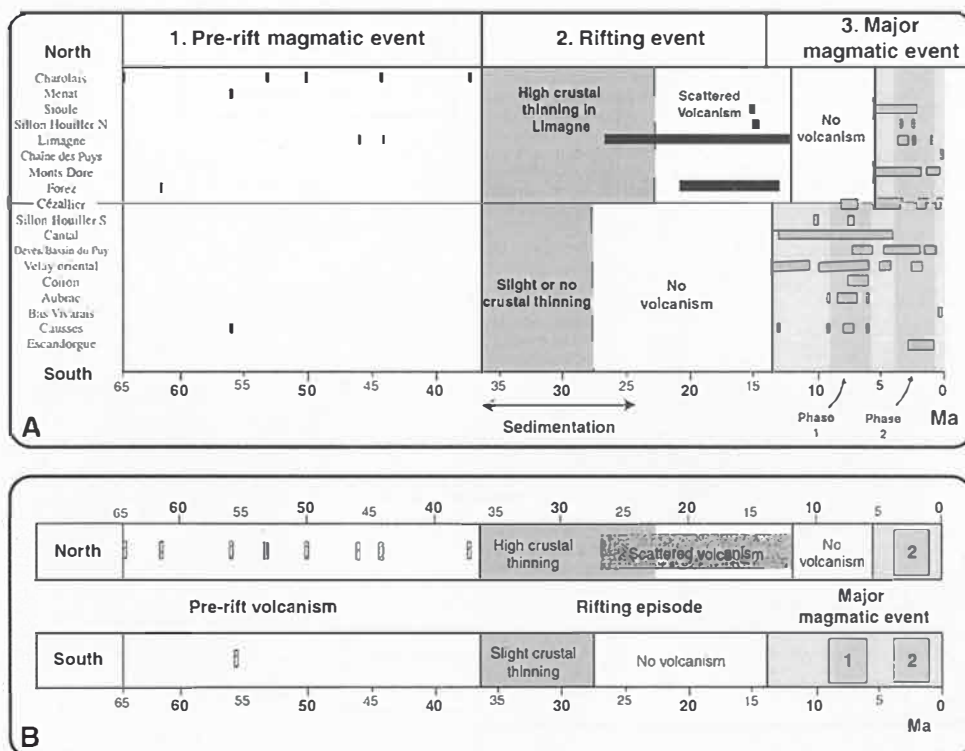 1. Pre-rift magmatic event
2. Rifting event
3. Major
magmatic event
North
Charolais
Menat
Sioule
Sillon Houiller N
Limagne
Chaîne des Puys
Monts Dore
Forez
Cézallier
Sillon Houiller S
Cantal
Devès/Bassin du Puy
Velay oriental
Coiron
Aubrac
Bas Vivarais
Causses
Escandorgue
South
High crustal
thinning in
Limagne
Scattered
Volcanism
No
volcanism
Slight or no
crustal thinning
No
volcanism
65 60 55 50 45 40 35 30 25 20 15 10 5 0
Sedimentation
Phase
1
Phase
2
Ma
A
65 60 55 50 45 40 35 30 25 20 15 10 5 0
North
High crustal
thinning
Scattered volcanism
No
volcanism
2
Pre-rift volcanism
Rifting episode
Major
magmatic event
South
Slight crustal
thinning
No volcanism
1
2
65 60 55 50 45 40 35 30 25 20 15 10 5 0
Ma
B